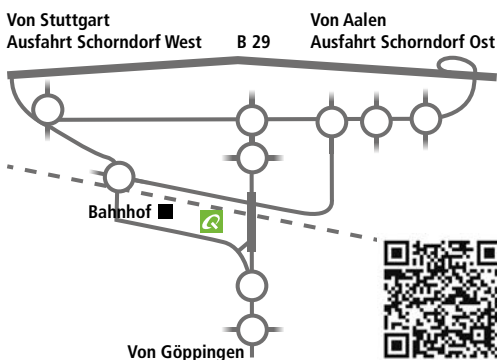 Von Stuttgart
Ausfahrt Schorndorf West
B 29
Von Aalen
Ausfahrt Schorndorf Ost
Bahnhof
Von Göppingen